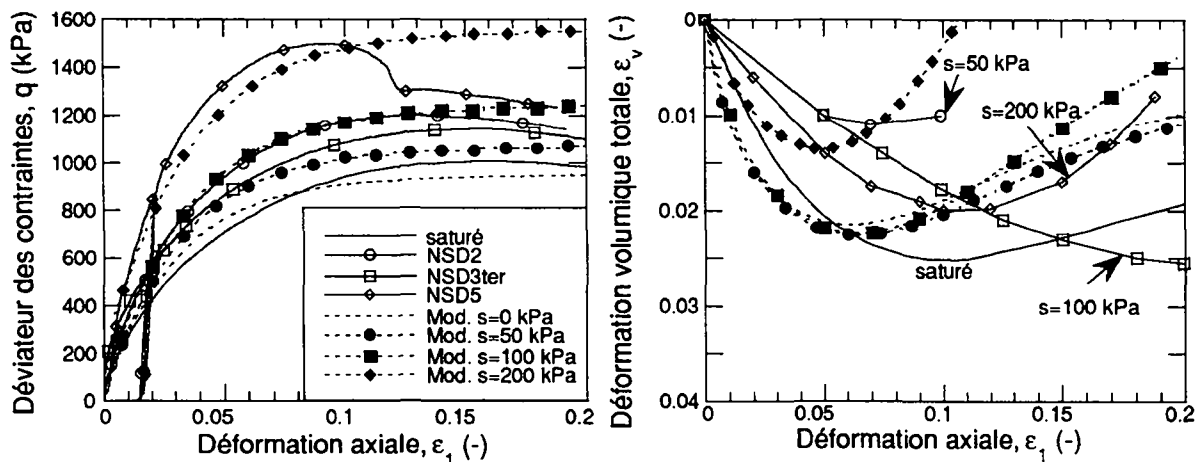 Déviateur des contraintes, q (kPa)
1600
1400
1200
1000
800
600
400
200
0
0
0.05
0.1
0.15
0.2
Déformation axiale, ε1 (-)
saturé
NSD2
NSD3ter
NSD5
Mod. s=0 kPa
Mod. s=50 kPa
Mod. s=100 kPa
Mod. s=200 kPa
Déformation volumique totale, εv (-)
0
0.01
0.02
0.03
0.04
0
0.05
0.1
0.15
0.2
Déformation axiale, ε1 (-)
s=50 kPa
s=200 kPa
saturé
s=100 kPa